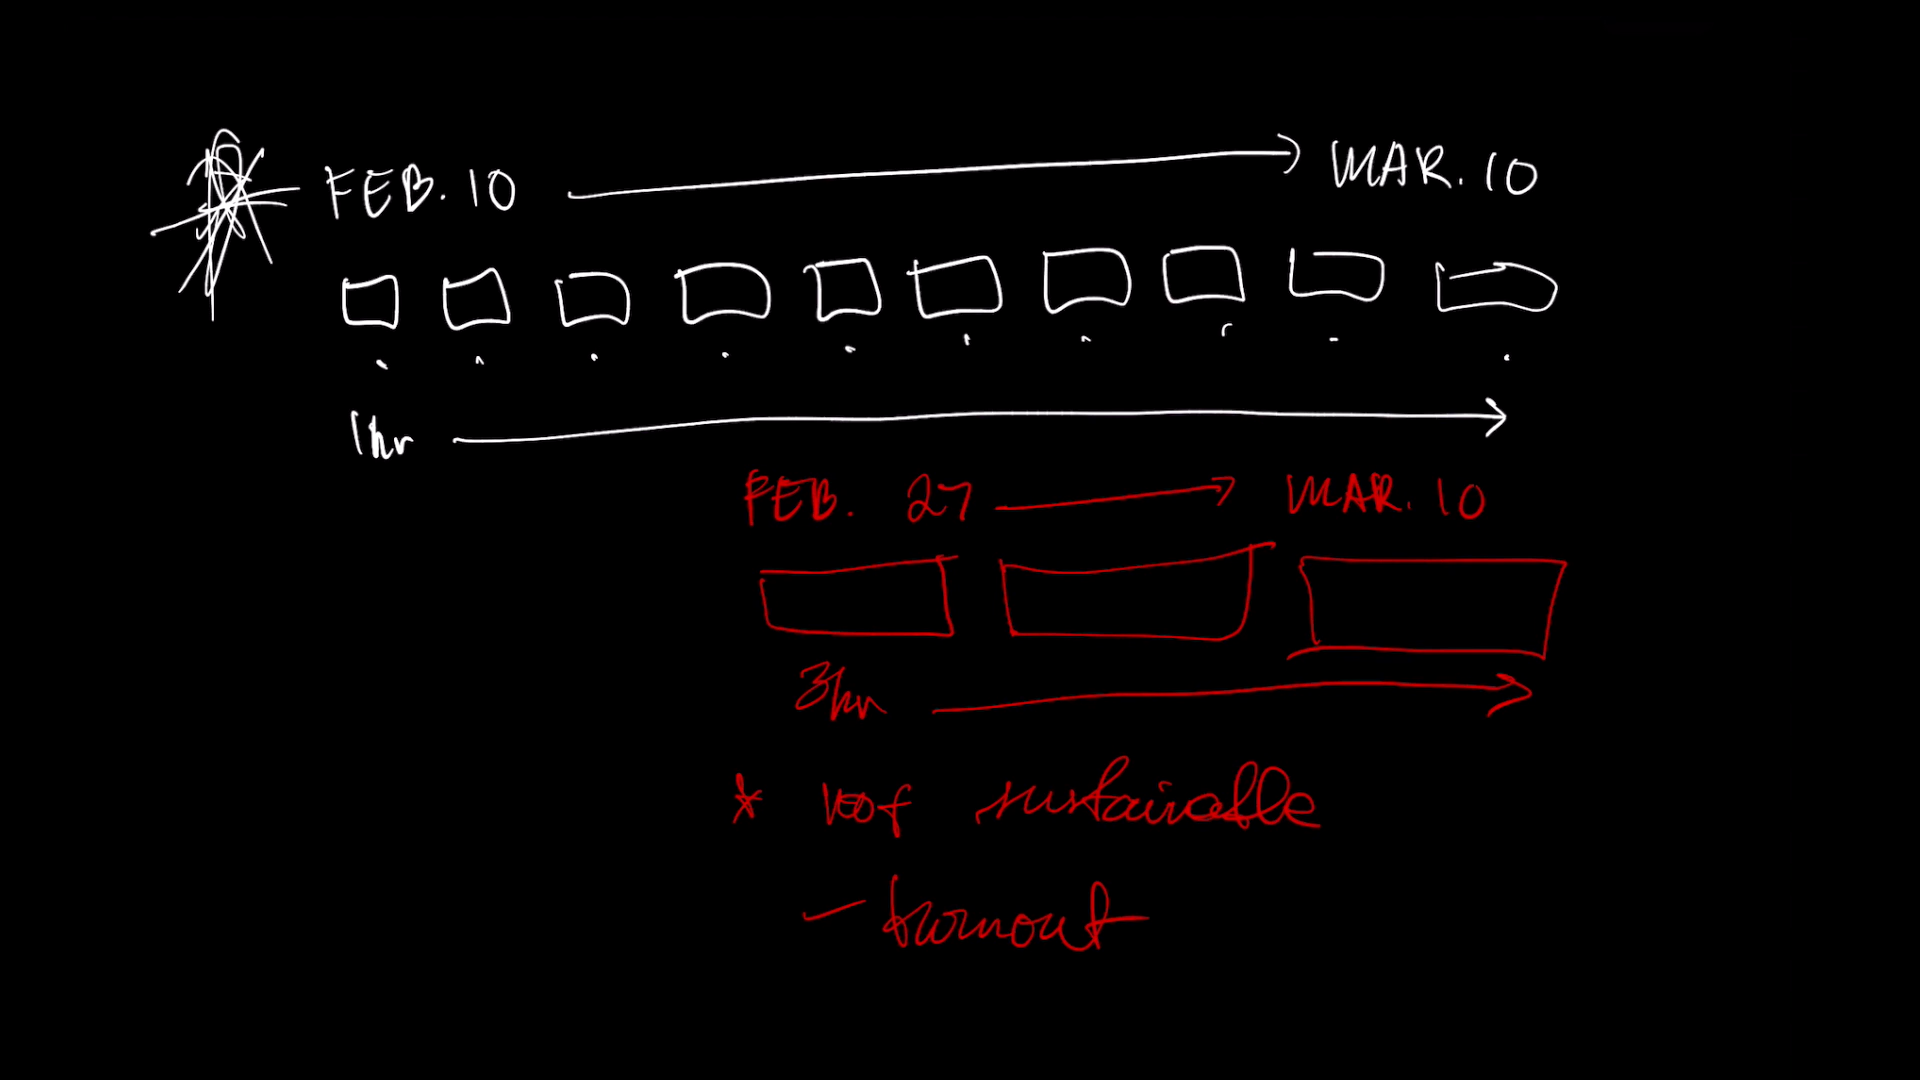 FEB. 10 MAR. 10
1hr
FEB. 27 MAR. 10
3hr
* not sustainable
- burnout